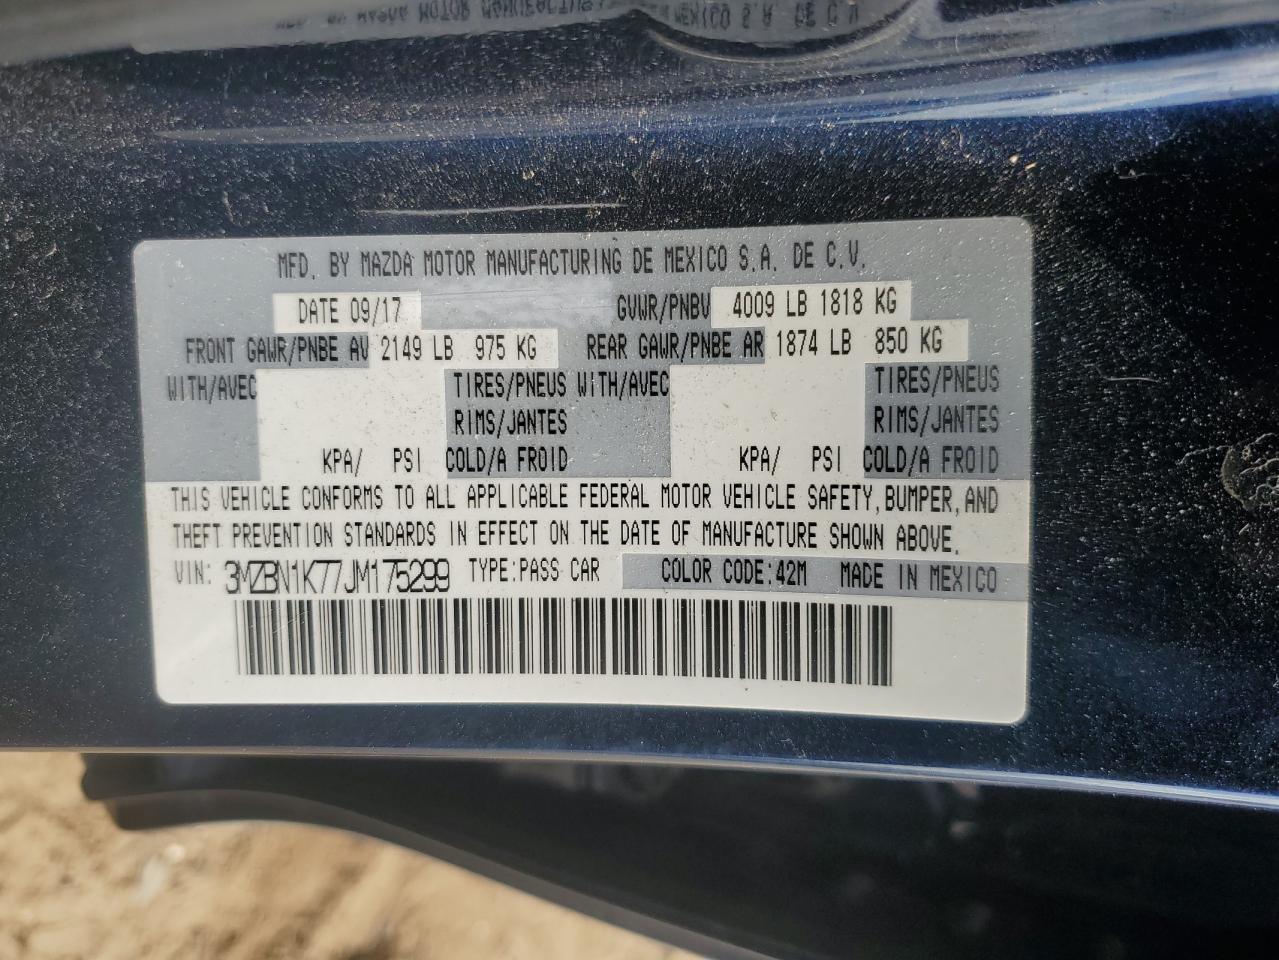 MFD. BY MAZDA MOTOR MANUFACTURING DE MEXICO S.A. DE C.V.
DATE 09/17 GVWR/PNBV 4009 LB 1818 KG
FRONT GAWR/PNBE AV 2149 LB 975 KG REAR GAWR/PNBE AR 1874 LB 850 KG
WITH/AVEC TIRES/PNEUS WITH/AVEC TIRES/PNEUS
RIMS/JANTES RIMS/JANTES
KPA/ PSI COLD/A FROID KPA/ PSI COLD/A FROID
THIS VEHICLE CONFORMS TO ALL APPLICABLE FEDERAL MOTOR VEHICLE SAFETY, BUMPER, AND
THEFT PREVENTION STANDARDS IN EFFECT ON THE DATE OF MANUFACTURE SHOWN ABOVE.
VIN: 3MZBN1K77JM175299 TYPE:PASS CAR COLOR CODE:42M MADE IN MEXICO